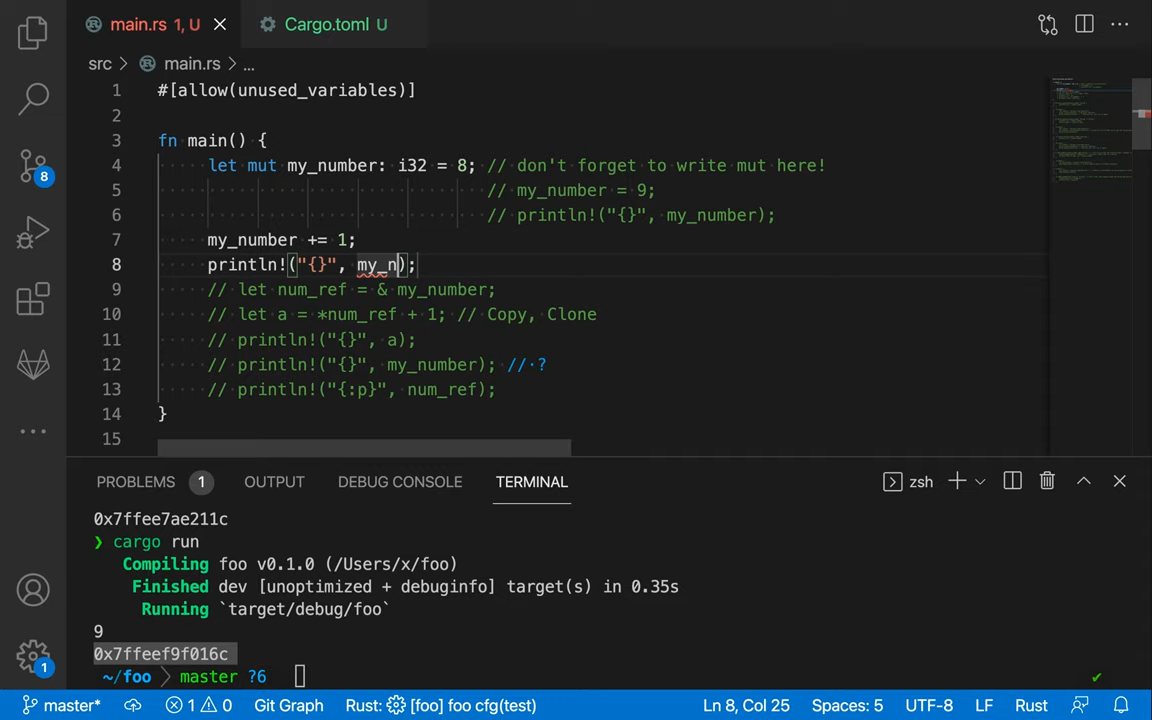 main.rs 1, U
Cargo.toml U
src > main.rs > ...
1 #[allow(unused_variables)]
2
3 fn main() {
4 let mut my_number: i32 = 8; // don't forget to write mut here!
5 // my_number = 9;
6 // println!("{}", my_number);
7 my_number += 1;
8 println!("{}", my_n);
9 // let num_ref = & my_number;
10 // let a = *num_ref + 1; // Copy, Clone
11 // println!("{}", a);
12 // println!("{}", my_number); // ?
13 // println!("{:p}", num_ref);
14 }
15
8
PROBLEMS 1 OUTPUT DEBUG CONSOLE TERMINAL zsh
0x7ffee7ae211c
❯ cargo run
Compiling foo v0.1.0 (/Users/x/foo)
Finished dev [unoptimized + debuginfo] target(s) in 0.35s
Running `target/debug/foo`
9
0x7ffeef9f016c
~/foo master ?6
1
master* 1 0 Git Graph Rust: [foo] foo cfg(test) Ln 8, Col 25 Spaces: 5 UTF-8 LF Rust